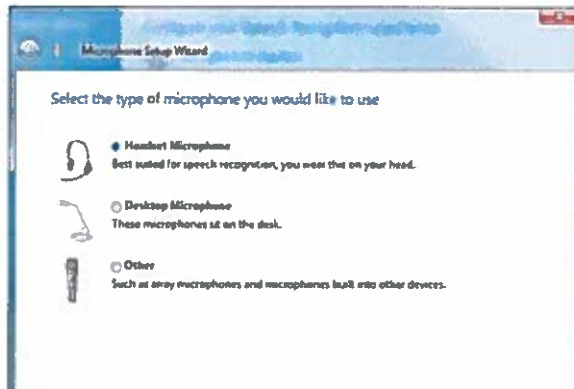 Microphone Setup Wizard
Select the type of microphone you would like to use
Headset Microphone
Best suited for speech recognition, you wear this on your head.
Desktop Microphone
These microphones sit on the desk.
Other
Such as array microphones and microphones built into other devices.